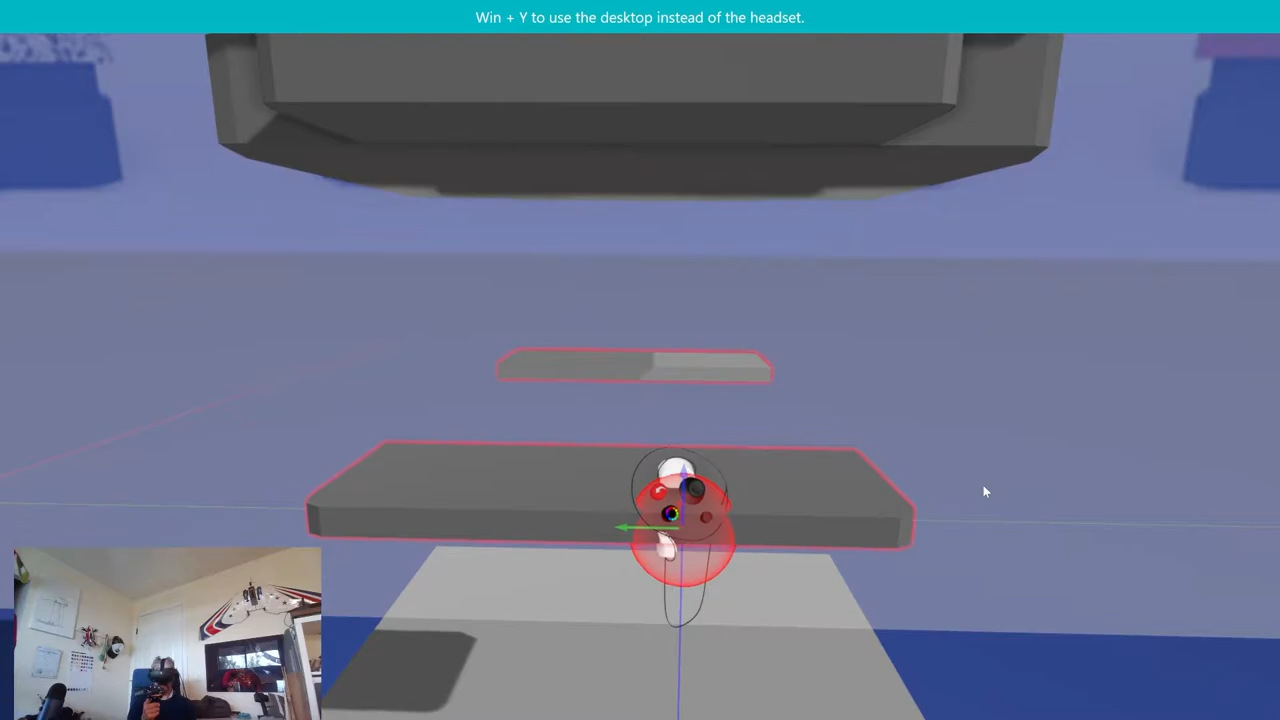 Win + Y to use the desktop instead of the headset.